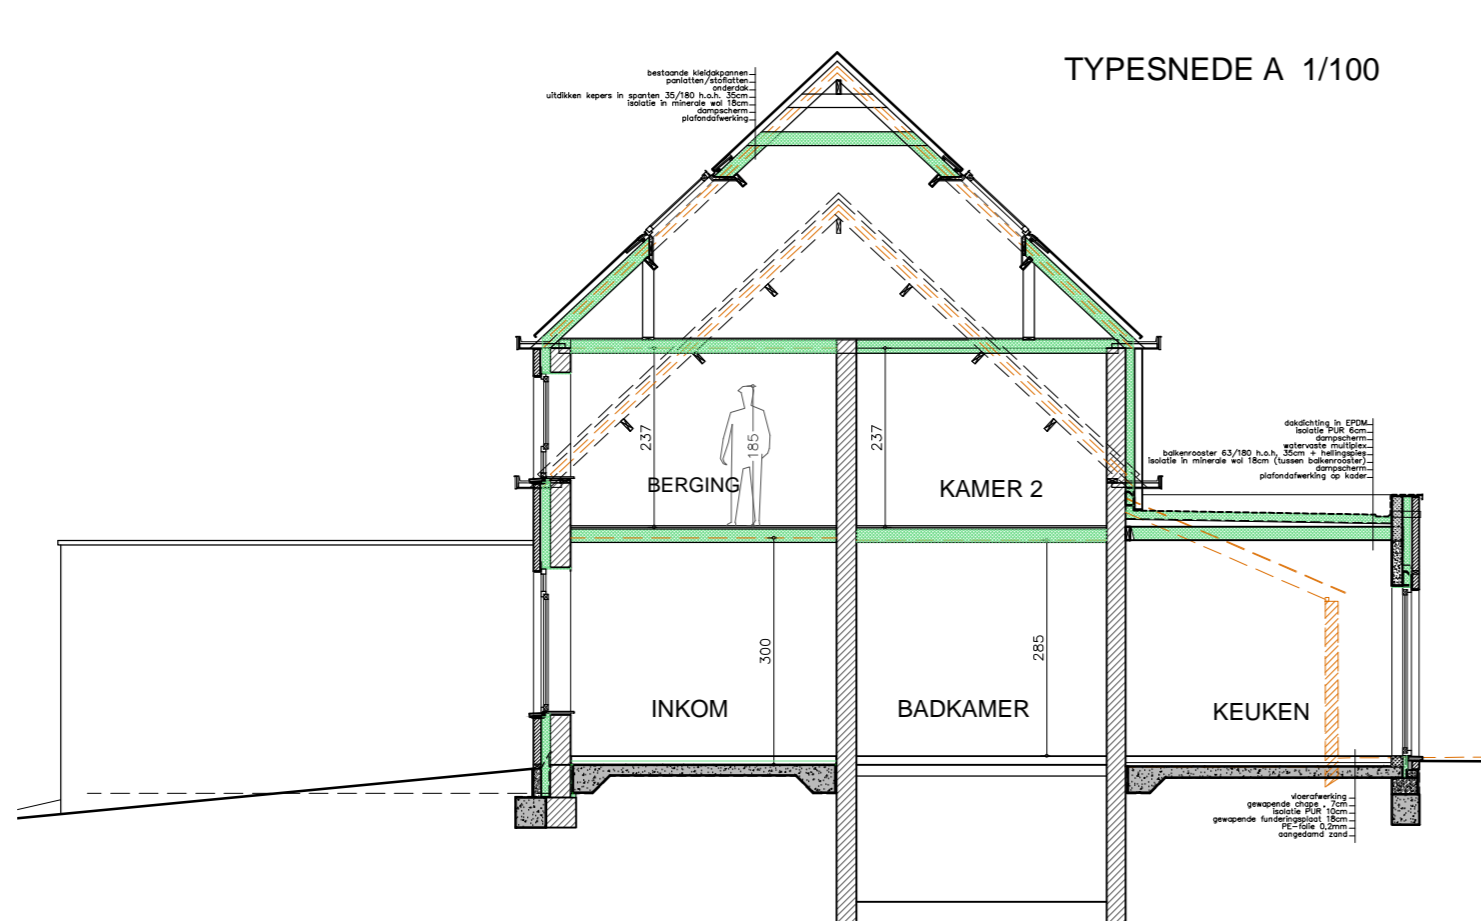 TYPESNEDE A 1/100
bestaande kleidakpannen
panlatten/stoflatten
onderdak
uitdikken kepers in spanten 35/180 h.o.h. 35cm
isolatie in minerale wol 18cm
dampscherm
plafondafwerking
dakdichting in EPDM
isolatie PUR 6cm
dampscherm
watervaste multiplex
balkenrooster 63/180 h.o.h. 35cm + hellingspies
isolatie in minerale wol 18cm (tussen balkenrooster)
dampscherm
plafondafwerking op kader
237
185
237
BERGING
KAMER 2
300
285
INKOM
BADKAMER
KEUKEN
vloerafwerking
gewapende chape , 7cm
isolatie PUR 10cm
gewapende funderingsplaat 18cm
PE-folie 0,2mm
aangedamd zand